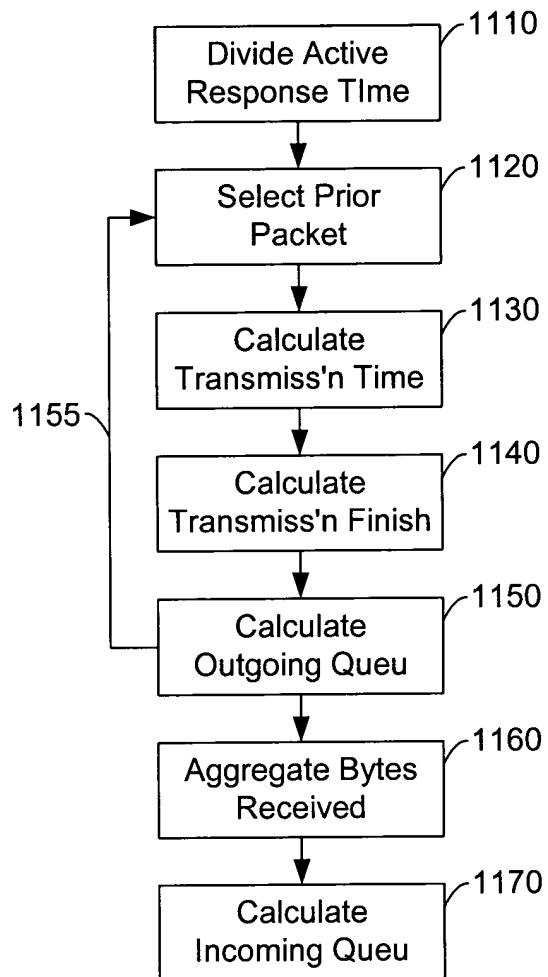 1110
Divide Active
Response TIme
1120
Select Prior
Packet
1130
Calculate
Transmiss'n Time
1155
1140
Calculate
Transmiss'n Finish
1150
Calculate
Outgoing Queu
1160
Aggregate Bytes
Received
1170
Calculate
Incoming Queu